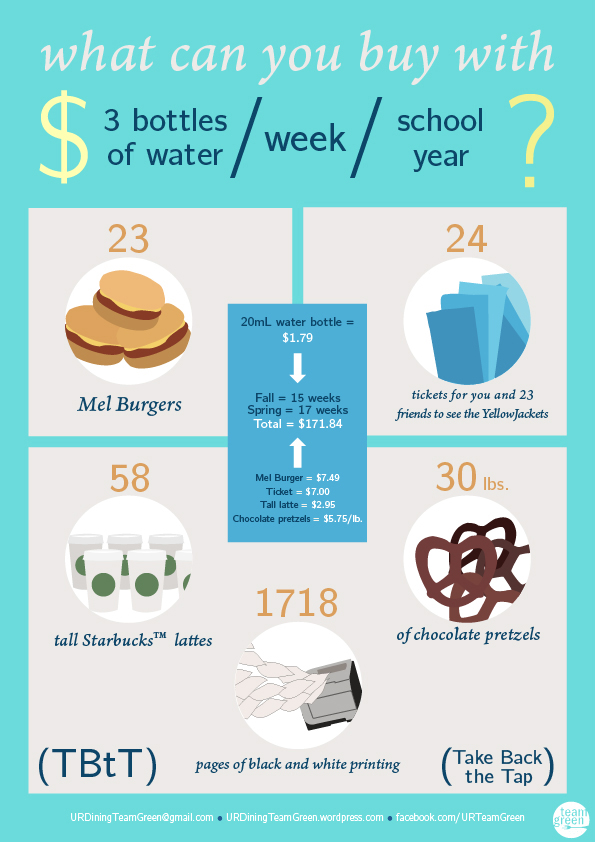 what can you buy with
$ 3 bottles of water / week / school year ?
23
Mel Burgers
24
tickets for you and 23
friends to see the YellowJackets
20mL water bottle =
$1.79
Fall = 15 weeks
Spring = 17 weeks
Total = $171.84
Mel Burger = $7.49
Ticket = $7.00
Tall latte = $2.95
Chocolate pretzels = $5.75/lb.
58
tall Starbucks™ lattes
30 lbs.
of chocolate pretzels
1718
pages of black and white printing
(TBtT)
(Take Back
the Tap)
URDiningTeamGreen@gmail.com • URDiningTeamGreen.wordpress.com • facebook.com/URTeamGreen
team
green